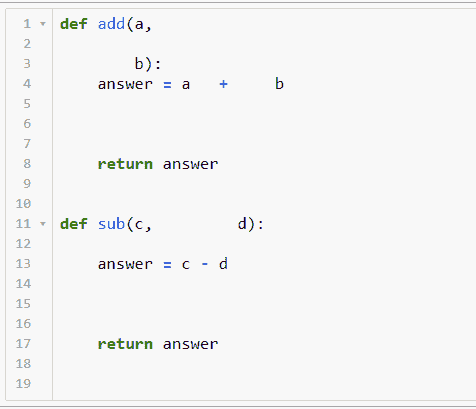 1 def add(a,
2
3         b):
4     answer = a   +     b
5
6
7
8     return answer
9
10
11 def sub(c,         d):
12
13     answer = c - d
14
15
16
17     return answer
18
19